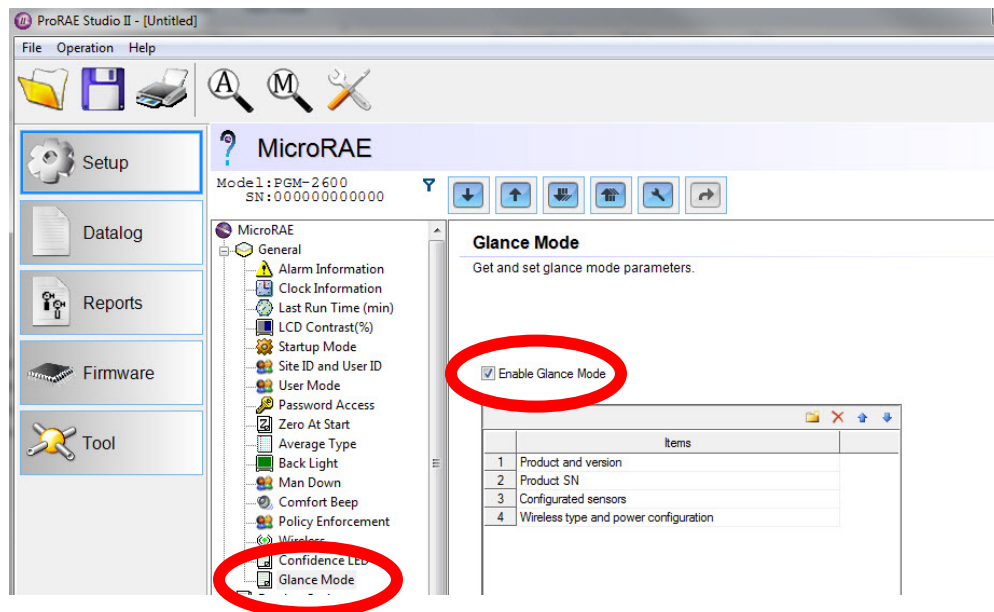 ProRAE Studio II - [Untitled]
File Operation Help
A M
MicroRAE
Setup
Model:PGM-2600
SN:000000000000
Datalog
Reports
Firmware
Tool
MicroRAE
General
Alarm Information
Clock Information
Last Run Time (min)
LCD Contrast(%)
Startup Mode
Site ID and User ID
User Mode
Password Access
Zero At Start
Average Type
Back Light
Man Down
Comfort Beep
Policy Enforcement
Wireless
Confidence LED
Glance Mode
Glance Mode
Get and set glance mode parameters.
Enable Glance Mode
Items
1 Product and version
2 Product SN
3 Configurated sensors
4 Wireless type and power configuration